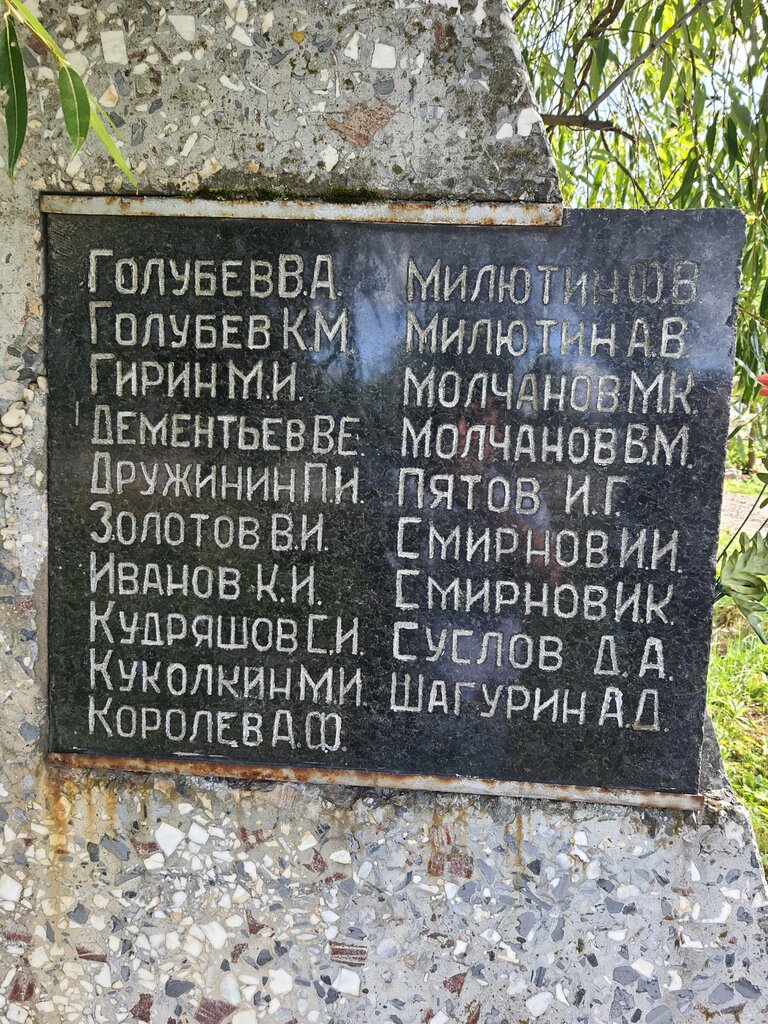 Голубев В.А.
Голубев К.М.
Гирин М.И.
Дементьев В.Е.
Дружинин П.И.
Золотов В.И.
Иванов К.И.
Кудряшов С.И.
Куколкин М.И.
Королев А.Ф.
Милютин Ф.В.
Милютин А.В.
Молчанов М.К.
Молчанов В.М.
Пятов И.Г.
Смирнов И.И.
Смирнов И.К.
Суслов Д.А.
Шагурин А.Д.